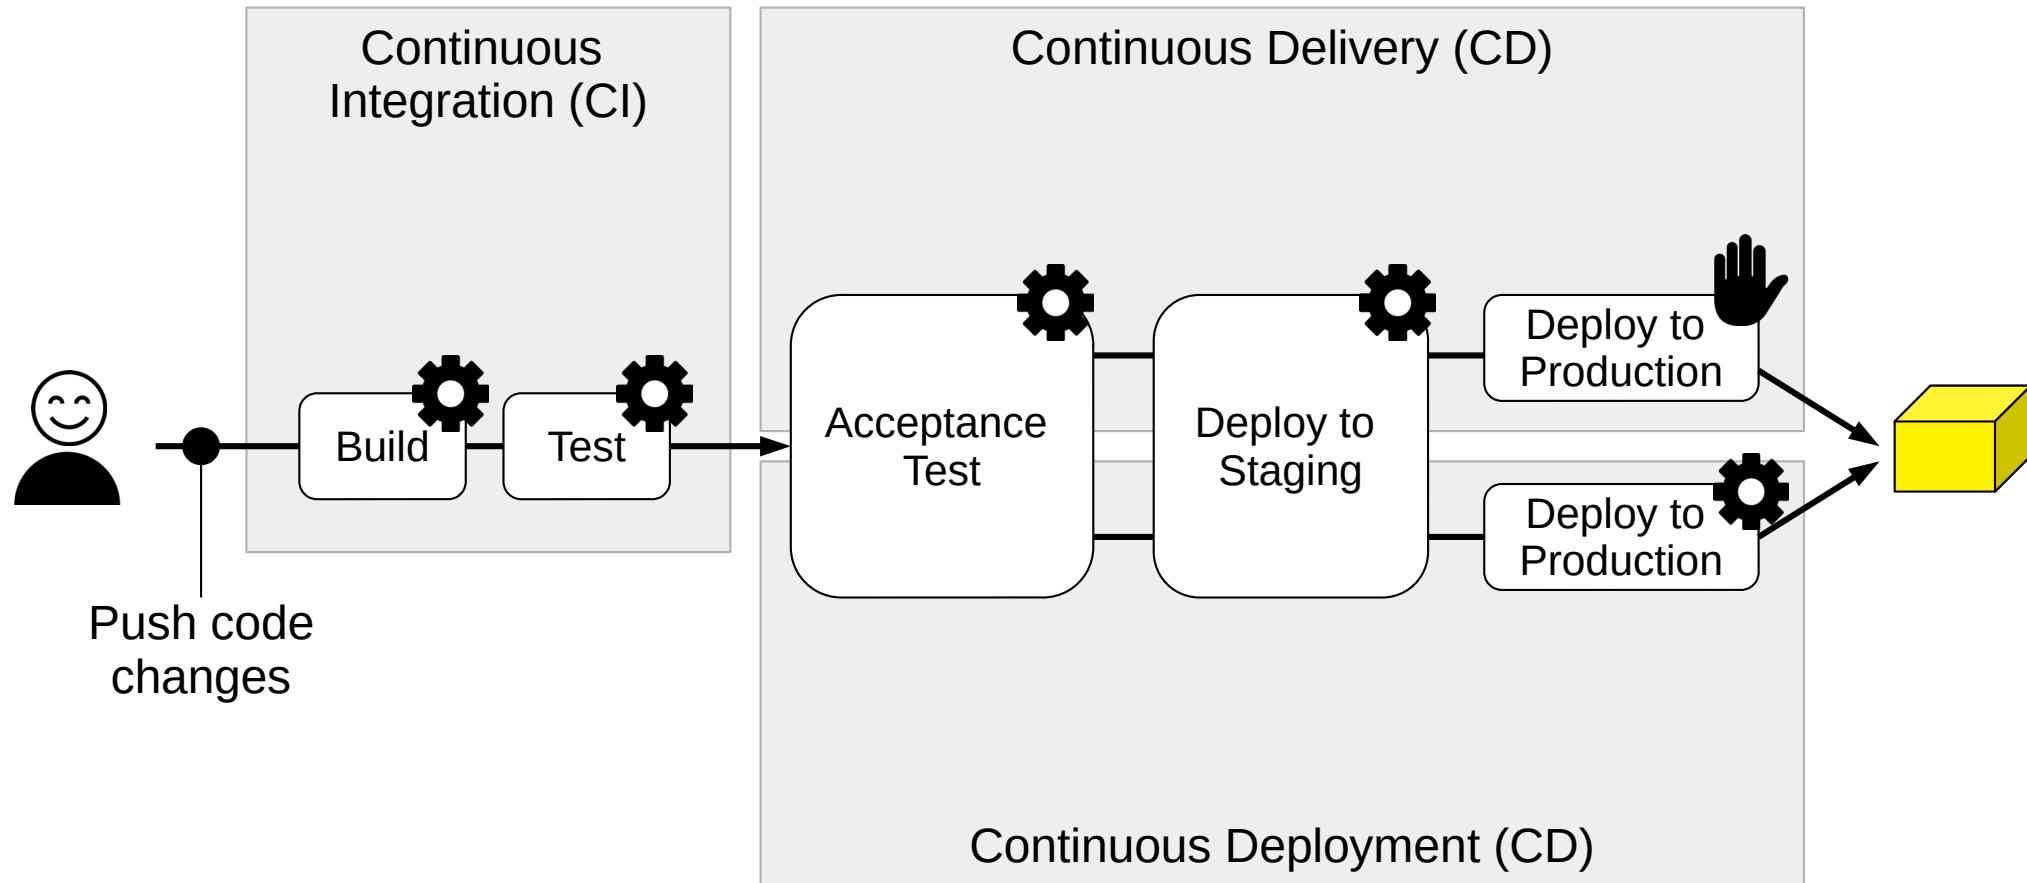 Continuous
Integration (CI)
Continuous Delivery (CD)
Build
Test
Acceptance
Test
Deploy to
Staging
Deploy to
Production
Deploy to
Production
Push code
changes
Continuous Deployment (CD)